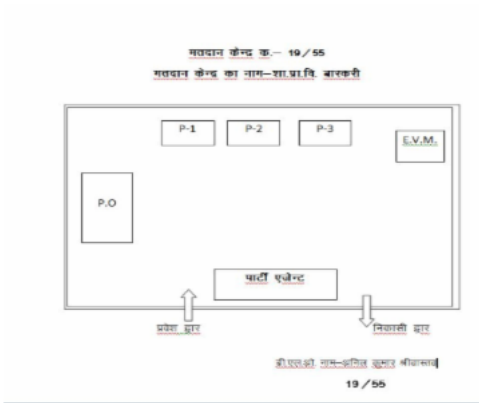 मतदान केन्द्र क.– 19/55
मतदान केन्द्र का नाम–शा.प्रा.वि. बारकरी
P-1 P-2 P-3
E.V.M.
P.O
पार्टी एजेन्ट
प्रवेश द्वार निकासी द्वार
बी.एल.ओ. नाम–अनिल कुमार श्रीवास्तव
19/55